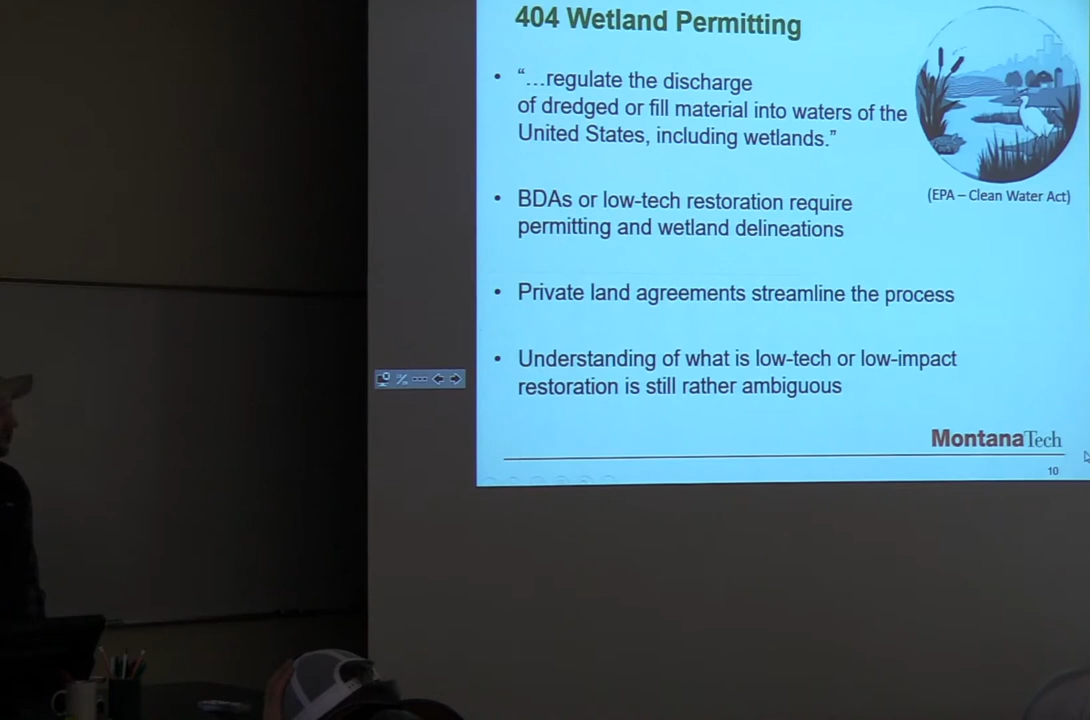 404 Wetland Permitting
• “…regulate the discharge
of dredged or fill material into waters of the
United States, including wetlands.”
(EPA – Clean Water Act)
• BDAs or low-tech restoration require
permitting and wetland delineations
• Private land agreements streamline the process
• Understanding of what is low-tech or low-impact
restoration is still rather ambiguous
MontanaTech
10